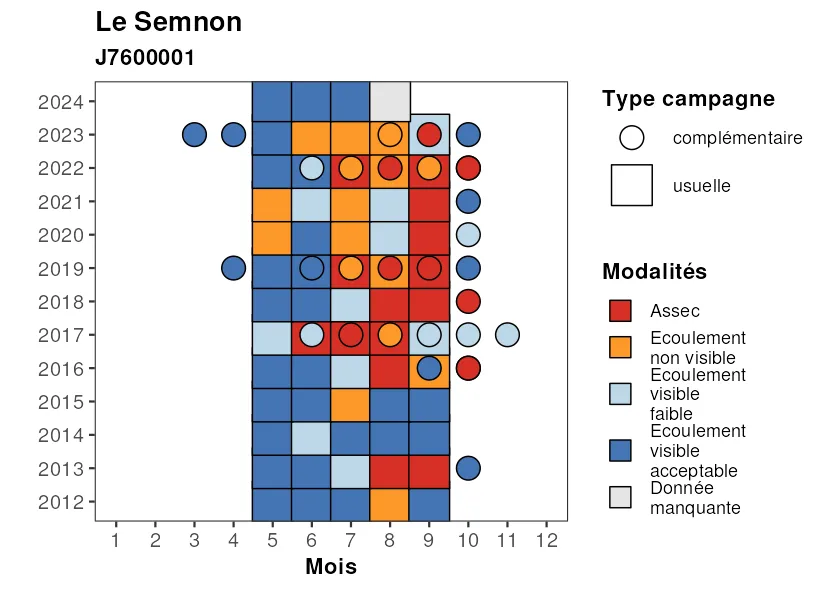 Le Semnon
J7600001
2024
2023
2022
2021
2020
2019
2018
2017
2016
2015
2014
2013
2012
1 2 3 4 5 6 7 8 9 10 11 12
Mois
Type campagne
complémentaire
usuelle
Modalités
Assec
Ecoulement
non visible
Ecoulement
visible
faible
Ecoulement
visible
acceptable
Donnée
manquante